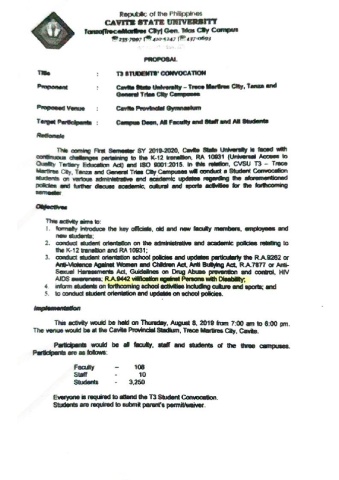 Republic of the Philippines
CAVITE STATE UNIVERSITY
Tanza|Trece Martires City| Gen. Trias City Campus
PROPOSAL
Title : T3 STUDENTS' CONVOCATION
Proponent : Cavite State University – Trece Martires City, Tanza and
General Trias City Campuses
Proposed Venue : Cavite Provincial Gymnasium
Target Participants : Campus Dean, All Faculty and Staff and All Students
Rationale
This coming First Semester SY 2019-2020, Cavite State University is faced with
continuous challenges pertaining to the K-12 transition, RA 10931 (Universal Access to
Quality Tertiary Education Act) and ISO 9001:2015. In this relation, CVSU T3 – Trece
Martires City, Tanza and General Trias City Campuses will conduct a Student Convocation
students on various administrative and academic updates regarding the aforementioned
policies and further discuss academic, cultural and sports activities for the forthcoming
semester
Objectives
This activity aims to:
1. formally introduce the key officials, old and new faculty members, employees and
new students;
2. conduct student orientation on the administrative and academic policies relating to
the K-12 transition and RA 10931;
3. conduct student orientation school policies and updates particularly the R.A.9262 or
Anti-Violence Against Women and Children Act, Anti Bullying Act, R.A.7877 or Anti-
Sexual Harassments Act, Guidelines on Drug Abuse prevention and control, HIV
AIDS awareness, R.A.9442 vilification against Persons with Disability;
4. inform students on forthcoming school activities including culture and sports; and
5. to conduct student orientation and updates on school policies.
Implementation
This activity would be held on Thursday, August 8, 2019 from 7:00 am to 6:00 pm.
The venue would be at the Cavite Provincial Stadium, Trece Martires City, Cavite.
Participants would be all faculty, staff and students of the three campuses.
Participants are as follows:
Faculty – 108
Staff - 10
Students - 3,250
Everyone is required to attend the T3 Student Convocation.
Students are required to submit parent's permit/waiver.